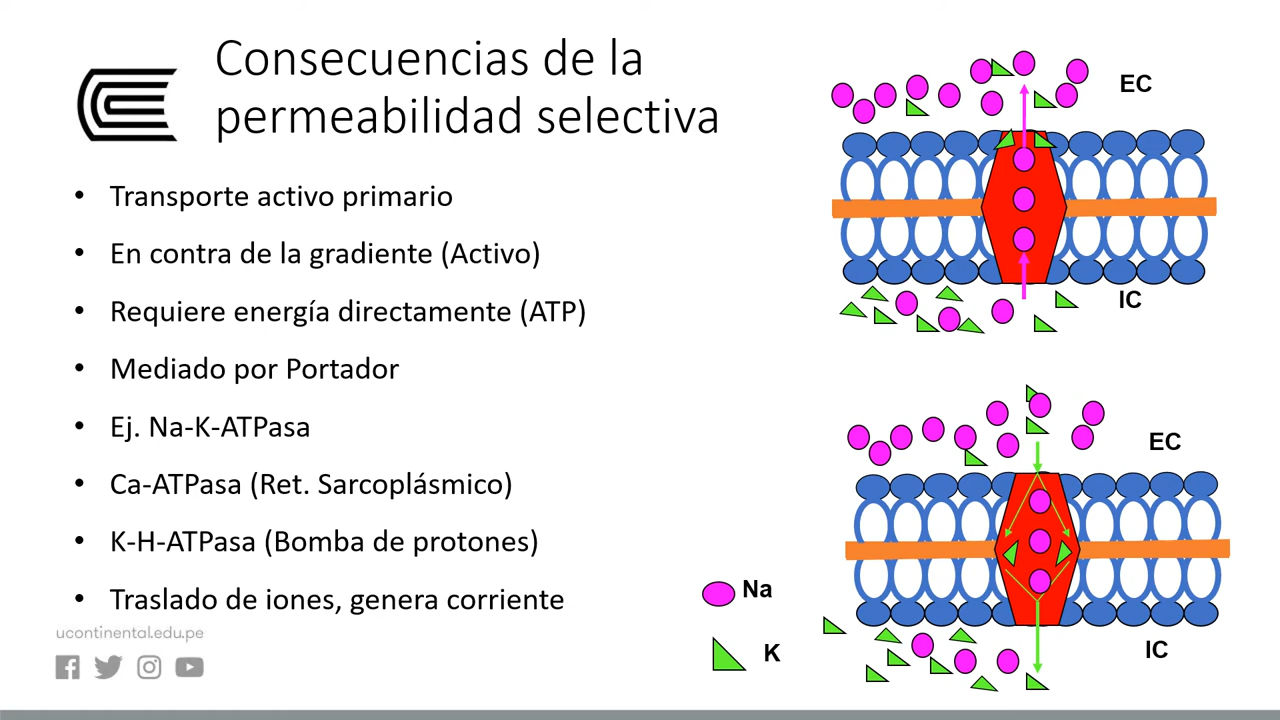 Consecuencias de la
permeabilidad selectiva
• Transporte activo primario
• En contra de la gradiente (Activo)
• Requiere energía directamente (ATP)
• Mediado por Portador
• Ej. Na-K-ATPasa
• Ca-ATPasa (Ret. Sarcoplásmico)
• K-H-ATPasa (Bomba de protones)
• Traslado de iones, genera corriente
ucontinental.edu.pe
EC
IC
EC
IC
Na
K